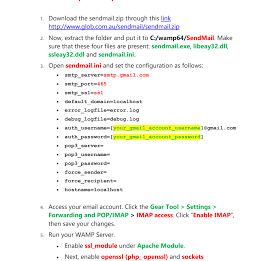 1. Download the sendmail.zip through this link
http://www.glob.com.au/sendmail/sendmail.zip
2. Now, extract the folder and put it to C:/wamp64/SendMail. Make
sure that these four files are present: sendmail.exe, libeay32.dll,
ssleay32.dll and sendmail.ini.
3. Open sendmail.ini and set the configuration as follows:
• smtp_server=smtp.gmail.com
• smtp_port=465
• smtp_ssl=ssl
• default_domain=localhost
• error_logfile=error.log
• debug_logfile=debug.log
• auth_username=[your_gmail_account_username]@gmail.com
• auth_password=[your_gmail_account_password]
• pop3_server=
• pop3_username=
• pop3_password=
• force_sender=
• force_recipient=
• hostname=localhost
4. Access your email account. Click the Gear Tool > Settings >
Forwarding and POP/IMAP > IMAP access. Click "Enable IMAP",
then save your changes.
5. Run your WAMP Server.
• Enable ssl_module under Apache Module.
• Next, enable openssl (php_openssl) and sockets